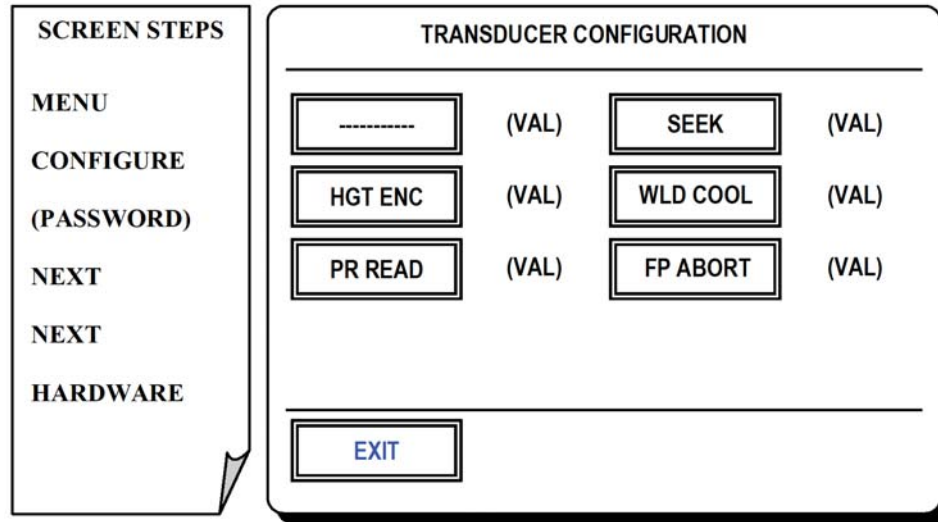 SCREEN STEPS
MENU
CONFIGURE
(PASSWORD)
NEXT
NEXT
HARDWARE
TRANSDUCER CONFIGURATION
----------- (VAL) SEEK (VAL)
HGT ENC (VAL) WLD COOL (VAL)
PR READ (VAL) FP ABORT (VAL)
EXIT